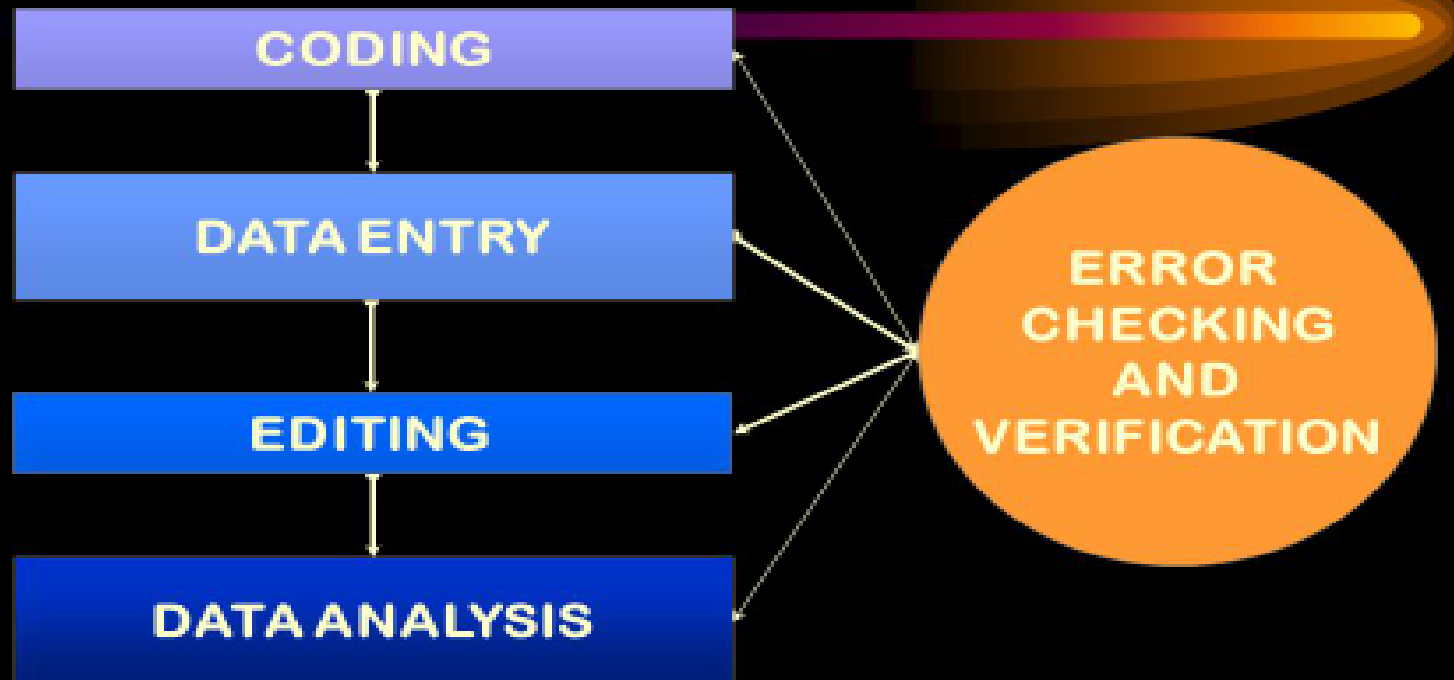 CODING
DATA ENTRY
EDITING
DATA ANALYSIS
ERROR
CHECKING
AND
VERIFICATION